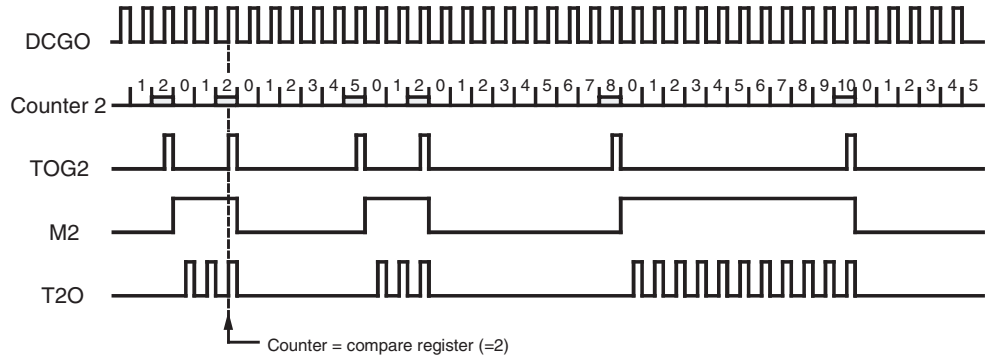 DCGO
Counter 2
1 2 0 1 2 0 1 2 3 4 5 0 1 2 0 1 2 3 4 5 6 7 8 0 1 2 3 4 5 6 7 8 9 10 0 1 2 3 4 5
TOG2
M2
T2O
Counter = compare register (=2)